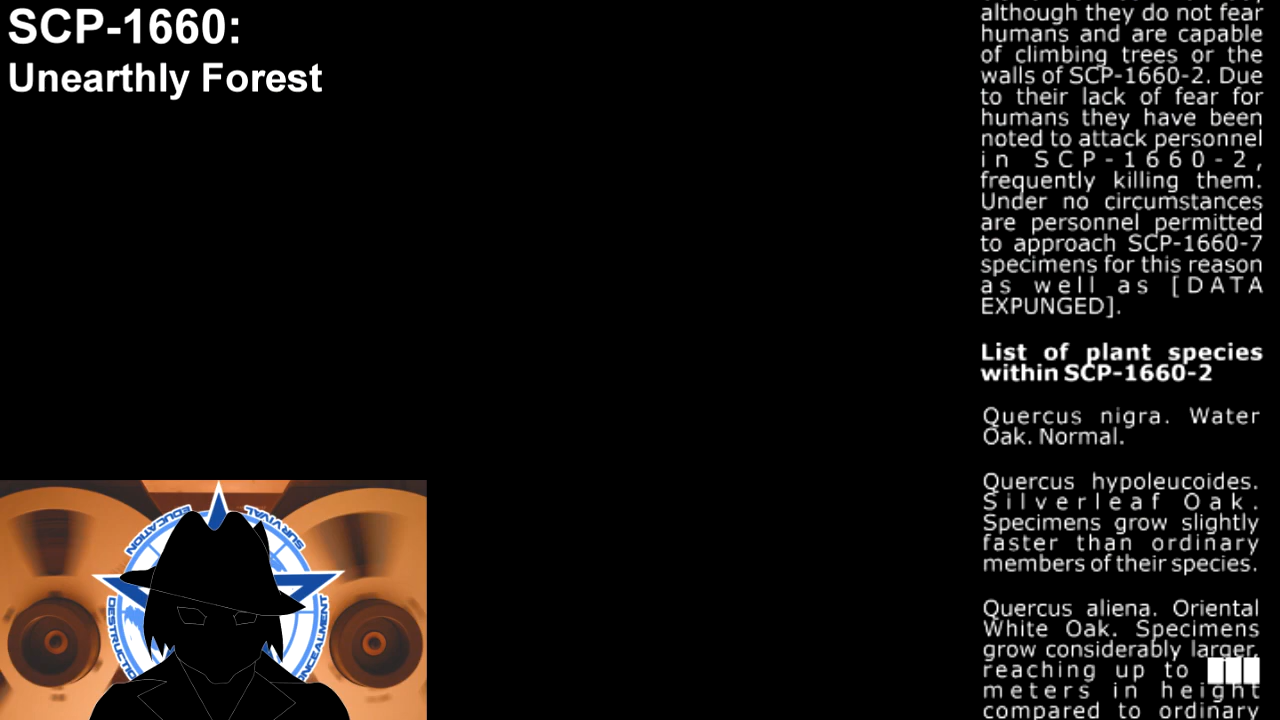 SCP-1660:
Unearthly Forest
although they do not fear
humans and are capable
of climbing trees or the
walls of SCP-1660-2. Due
to their lack of fear for
humans they have been
noted to attack personnel
in SCP-1660-2,
frequently killing them.
Under no circumstances
are personnel permitted
to approach SCP-1660-7
specimens for this reason
as well as [DATA
EXPUNGED].
List of plant species
within SCP-1660-2
Quercus nigra. Water
Oak. Normal.
Quercus hypoleucoides.
Silverleaf Oak.
Specimens grow slightly
faster than ordinary
members of their species.
Quercus aliena. Oriental
White Oak. Specimens
grow considerably larger,
reaching up to ███
meters in height
compared to ordinary
EDUCATION
SURVIVAL